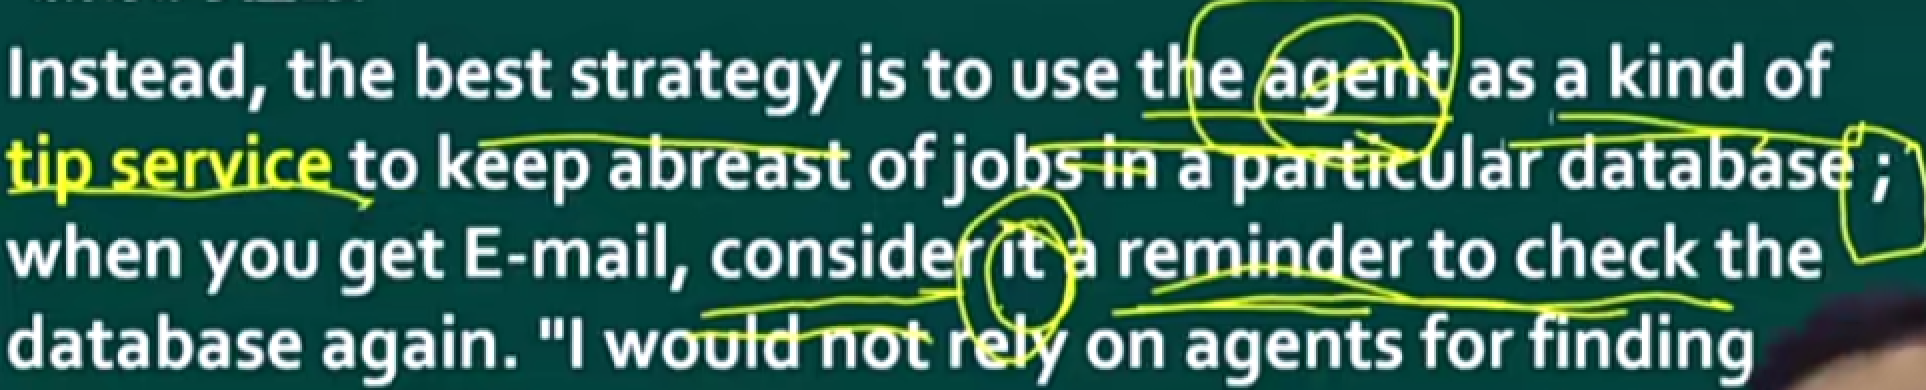 Instead, the best strategy is to use the agent as a kind of
tip service to keep abreast of jobs in a particular database ;
when you get E-mail, consider it a reminder to check the
database again. "I would not rely on agents for finding